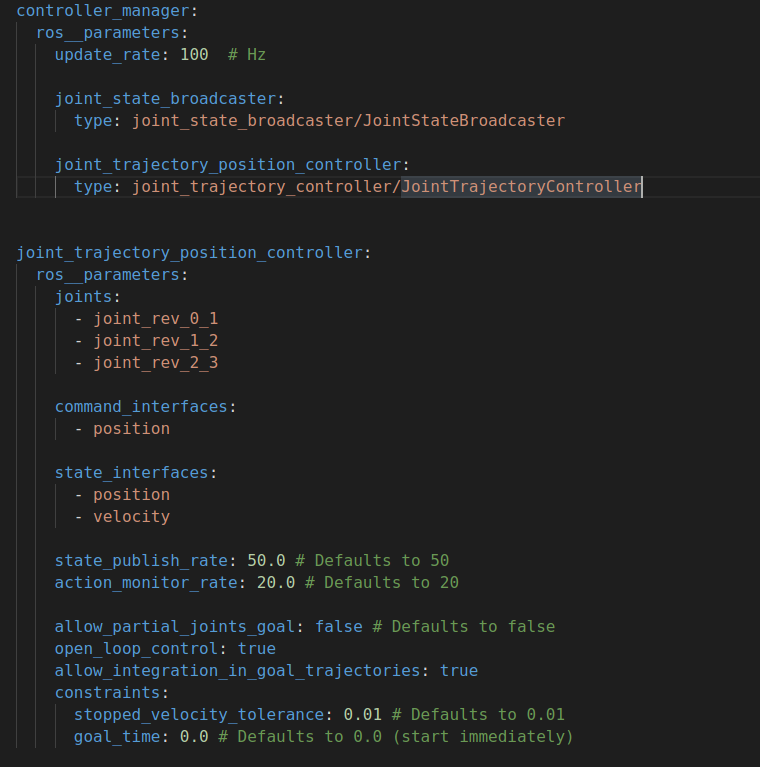 controller_manager:
ros__parameters:
update_rate: 100  # Hz
joint_state_broadcaster:
type: joint_state_broadcaster/JointStateBroadcaster
joint_trajectory_position_controller:
type: joint_trajectory_controller/JointTrajectoryController
joint_trajectory_position_controller:
ros__parameters:
joints:
- joint_rev_0_1
- joint_rev_1_2
- joint_rev_2_3
command_interfaces:
- position
state_interfaces:
- position
- velocity
state_publish_rate: 50.0 # Defaults to 50
action_monitor_rate: 20.0 # Defaults to 20
allow_partial_joints_goal: false # Defaults to false
open_loop_control: true
allow_integration_in_goal_trajectories: true
constraints:
stopped_velocity_tolerance: 0.01 # Defaults to 0.01
goal_time: 0.0 # Defaults to 0.0 (start immediately)